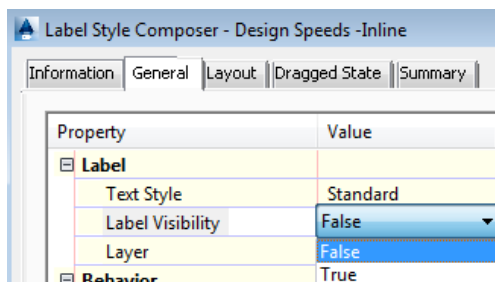 Label Style Composer - Design Speeds -Inline
Information General Layout Dragged State Summary
Property Value
Label
Text Style Standard
Label Visibility False
Layer False
Behavior True